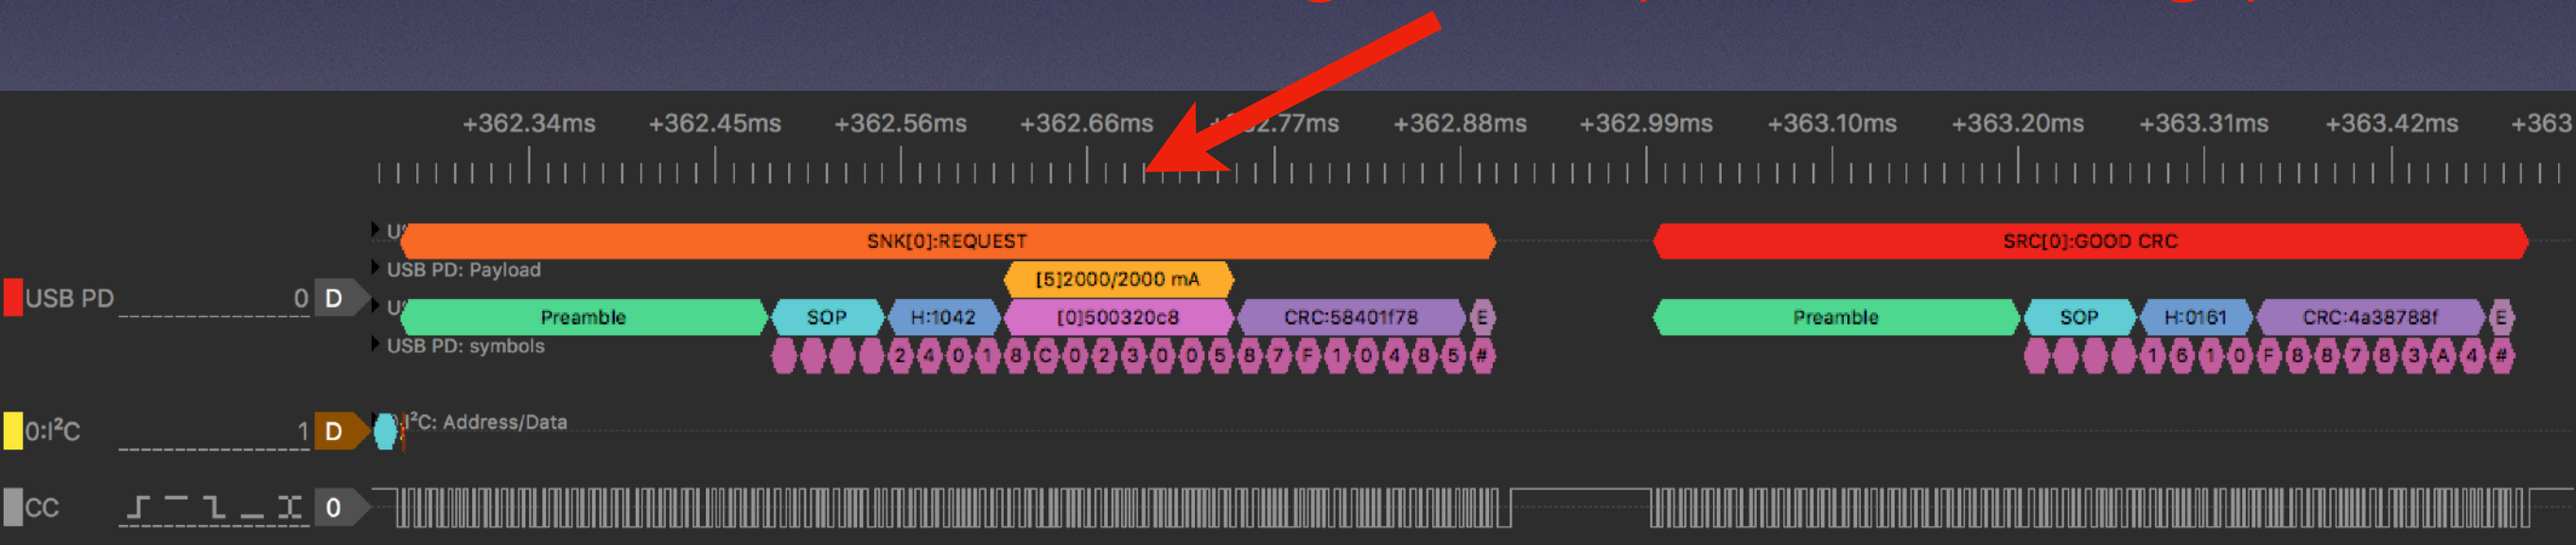 +362.34ms +362.45ms +362.56ms +362.66ms +362.88ms +362.99ms +363.10ms +363.20ms +363.31ms +363.42ms +363
SNK[0]:REQUEST SRC[0]:GOOD CRC
USB PD: Payload [5]2000/2000 mA
USB PD 0 D
Preamble SOP H:1042 [0]500320c8 CRC:58401f78 E Preamble SOP H:0161 CRC:4a38788f E
USB PD: symbols 2 4 0 1 8 C 0 2 3 0 0 5 8 7 F 1 0 4 8 5 # 1 6 1 0 F 8 8 7 8 3 A 4 #
0:I²C 1 D I²C: Address/Data
CC 0